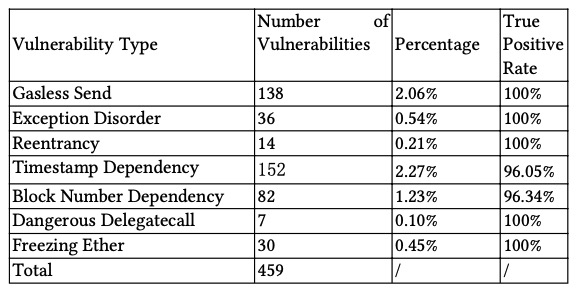 Vulnerability Type Number of Vulnerabilities Percentage True Positive Rate
Gasless Send 138 2.06% 100%
Exception Disorder 36 0.54% 100%
Reentrancy 14 0.21% 100%
Timestamp Dependency 152 2.27% 96.05%
Block Number Dependency 82 1.23% 96.34%
Dangerous Delegatecall 7 0.10% 100%
Freezing Ether 30 0.45% 100%
Total 459 / /